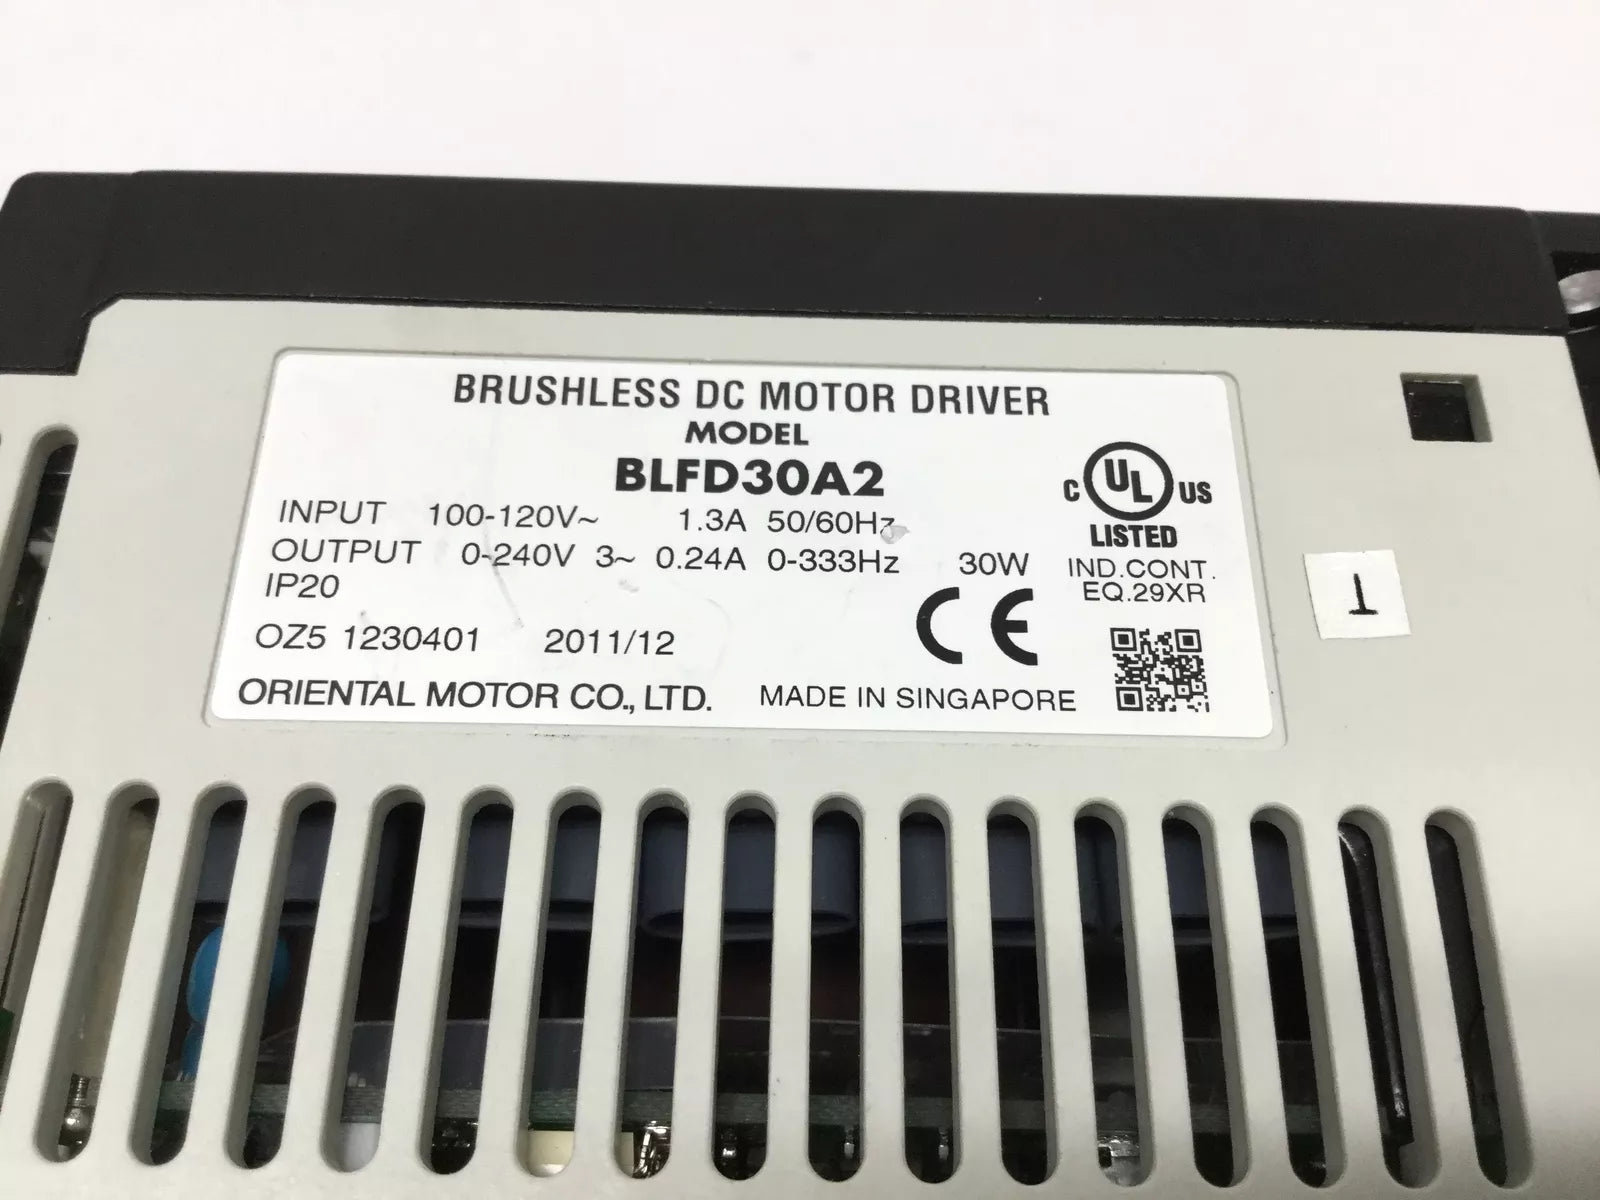 BRUSHLESS DC MOTOR DRIVER
MODEL
BLFD30A2
INPUT 100-120V~ 1.3A 50/60Hz
OUTPUT 0-240V 3~ 0.24A 0-333Hz 30W
IP20
OZ5 1230401 2011/12
ORIENTAL MOTOR CO., LTD. MADE IN SINGAPORE
C UL US
LISTED
IND.CONT.
EQ.29XR
CE
1